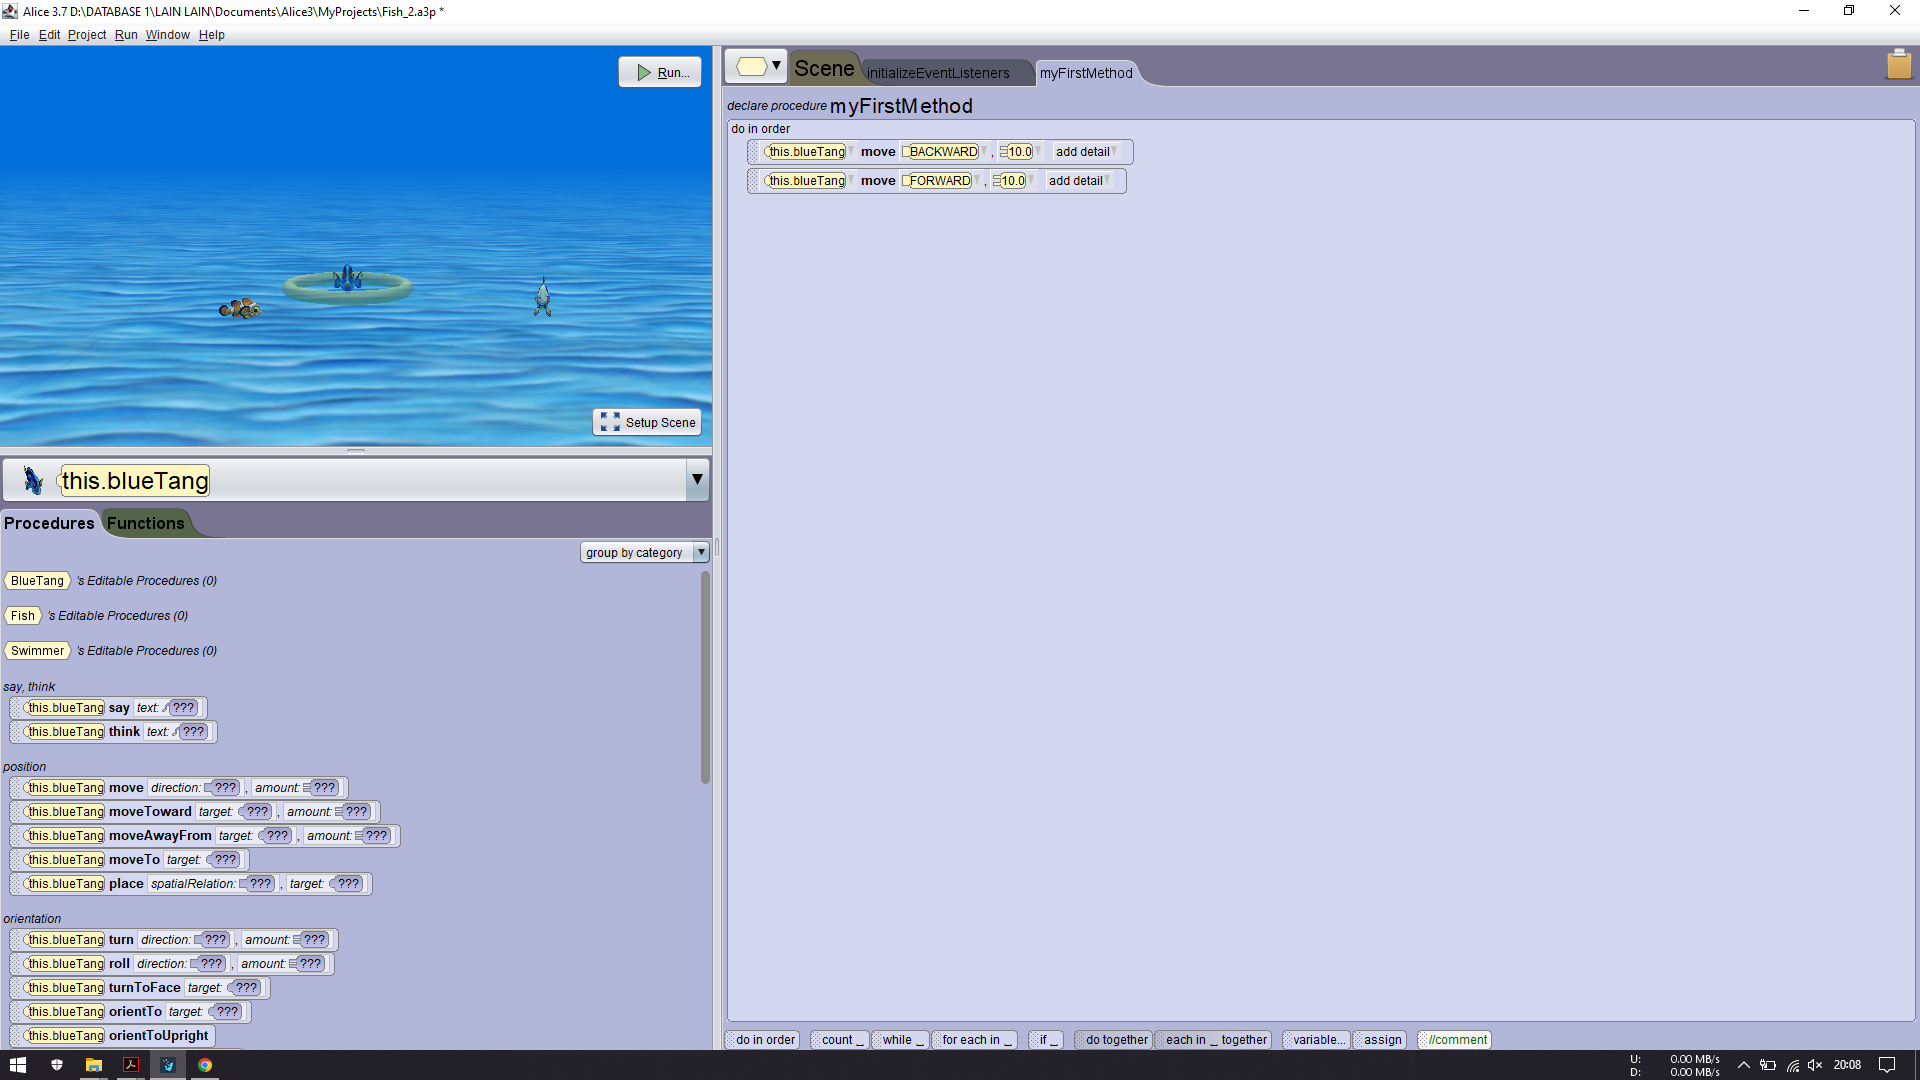 Alice 3.7 D:\DATABASE 1\LAIN LAIN\Documents\Alice3\MyProjects\Fish_2.a3p *
File Edit Project Run Window Help
Run...
Setup Scene
this.blueTang
Procedures Functions
group by category
BlueTang 's Editable Procedures (0)
Fish 's Editable Procedures (0)
Swimmer 's Editable Procedures (0)
say, think
this.blueTang say text: ???
this.blueTang think text: ???
position
this.blueTang move direction: ??? , amount: ???
this.blueTang moveToward target: ??? , amount: ???
this.blueTang moveAwayFrom target: ??? , amount: ???
this.blueTang moveTo target: ???
this.blueTang place spatialRelation: ??? , target: ???
orientation
this.blueTang turn direction: ??? , amount: ???
this.blueTang roll direction: ??? , amount: ???
this.blueTang turnToFace target: ???
this.blueTang orientTo target: ???
this.blueTang orientToUpright
Scene initializeEventListeners myFirstMethod
declare procedure myFirstMethod
do in order
this.blueTang move BACKWARD , 10.0 add detail
this.blueTang move FORWARD , 10.0 add detail
do in order count _ while _ for each in _ if _ do together each in _ together variable... assign //comment
U: 0.00 MB/s
D: 0.00 MB/s
20:08